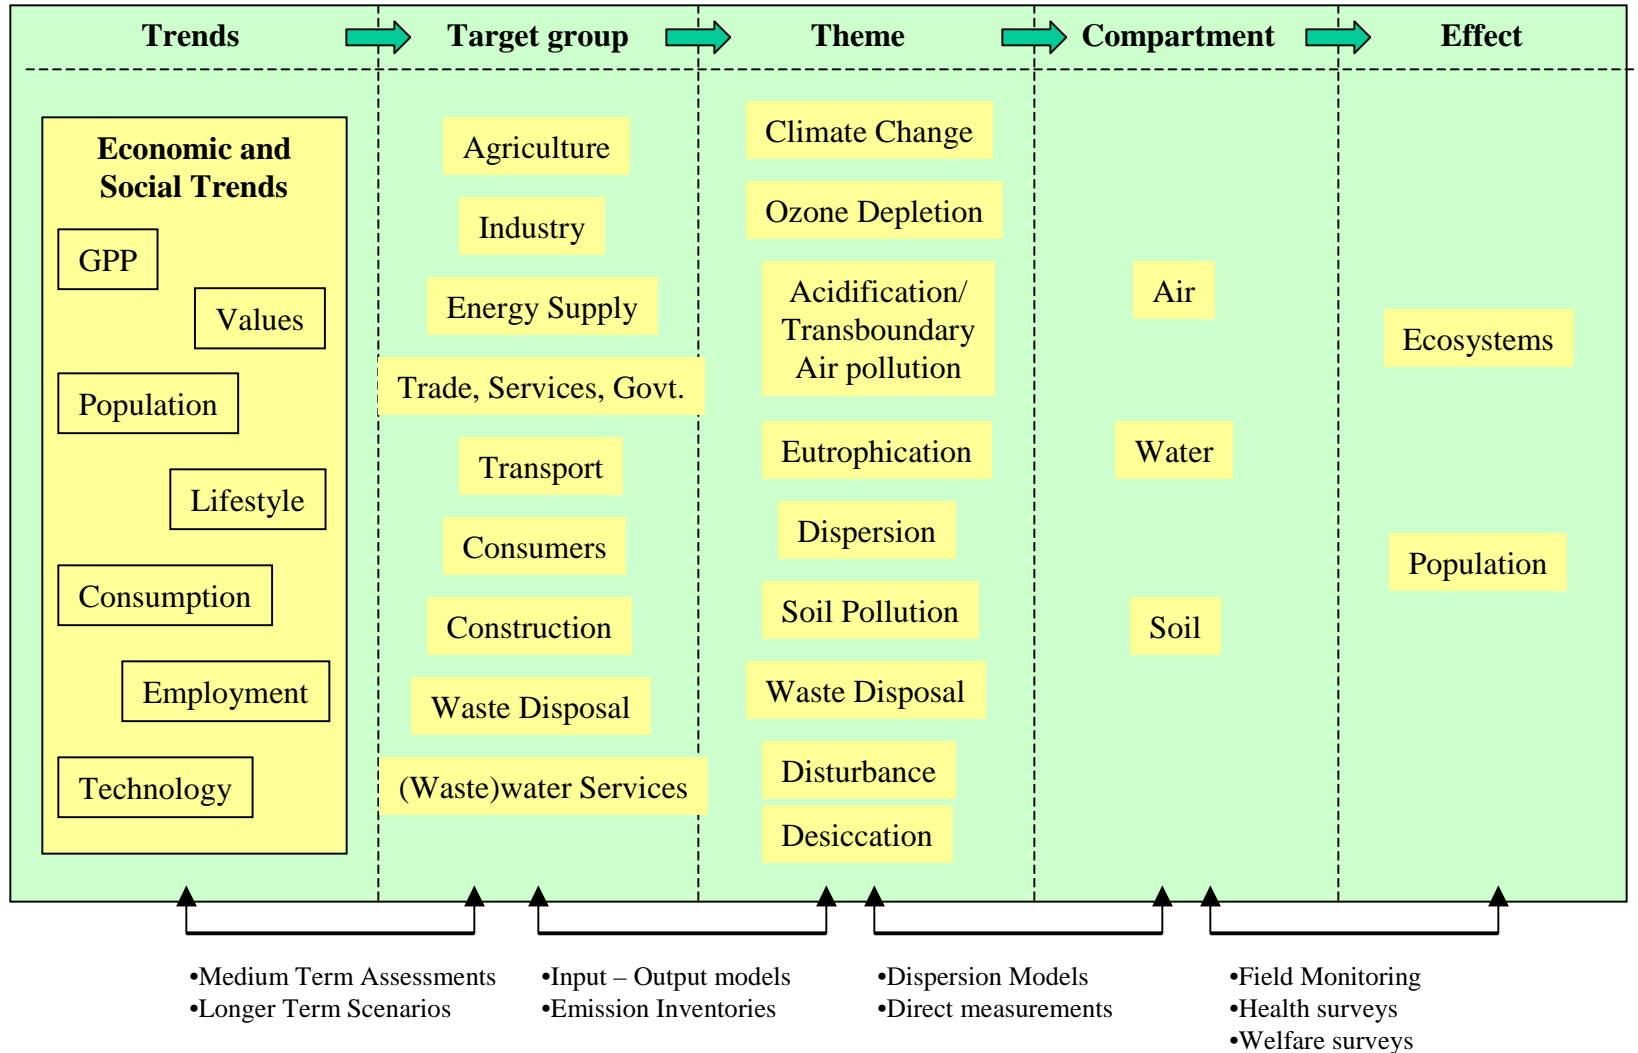 Trends
Target group
Theme
Compartment
Effect
Economic and
Social Trends
GPP
Values
Population
Lifestyle
Consumption
Employment
Technology
Agriculture
Industry
Energy Supply
Trade, Services, Govt.
Transport
Consumers
Construction
Waste Disposal
(Waste)water Services
Climate Change
Ozone Depletion
Acidification/
Transboundary
Air pollution
Eutrophication
Dispersion
Soil Pollution
Waste Disposal
Disturbance
Desiccation
Air
Water
Soil
Ecosystems
Population
•Medium Term Assessments
•Longer Term Scenarios
•Input – Output models
•Emission Inventories
•Dispersion Models
•Direct measurements
•Field Monitoring
•Health surveys
•Welfare surveys